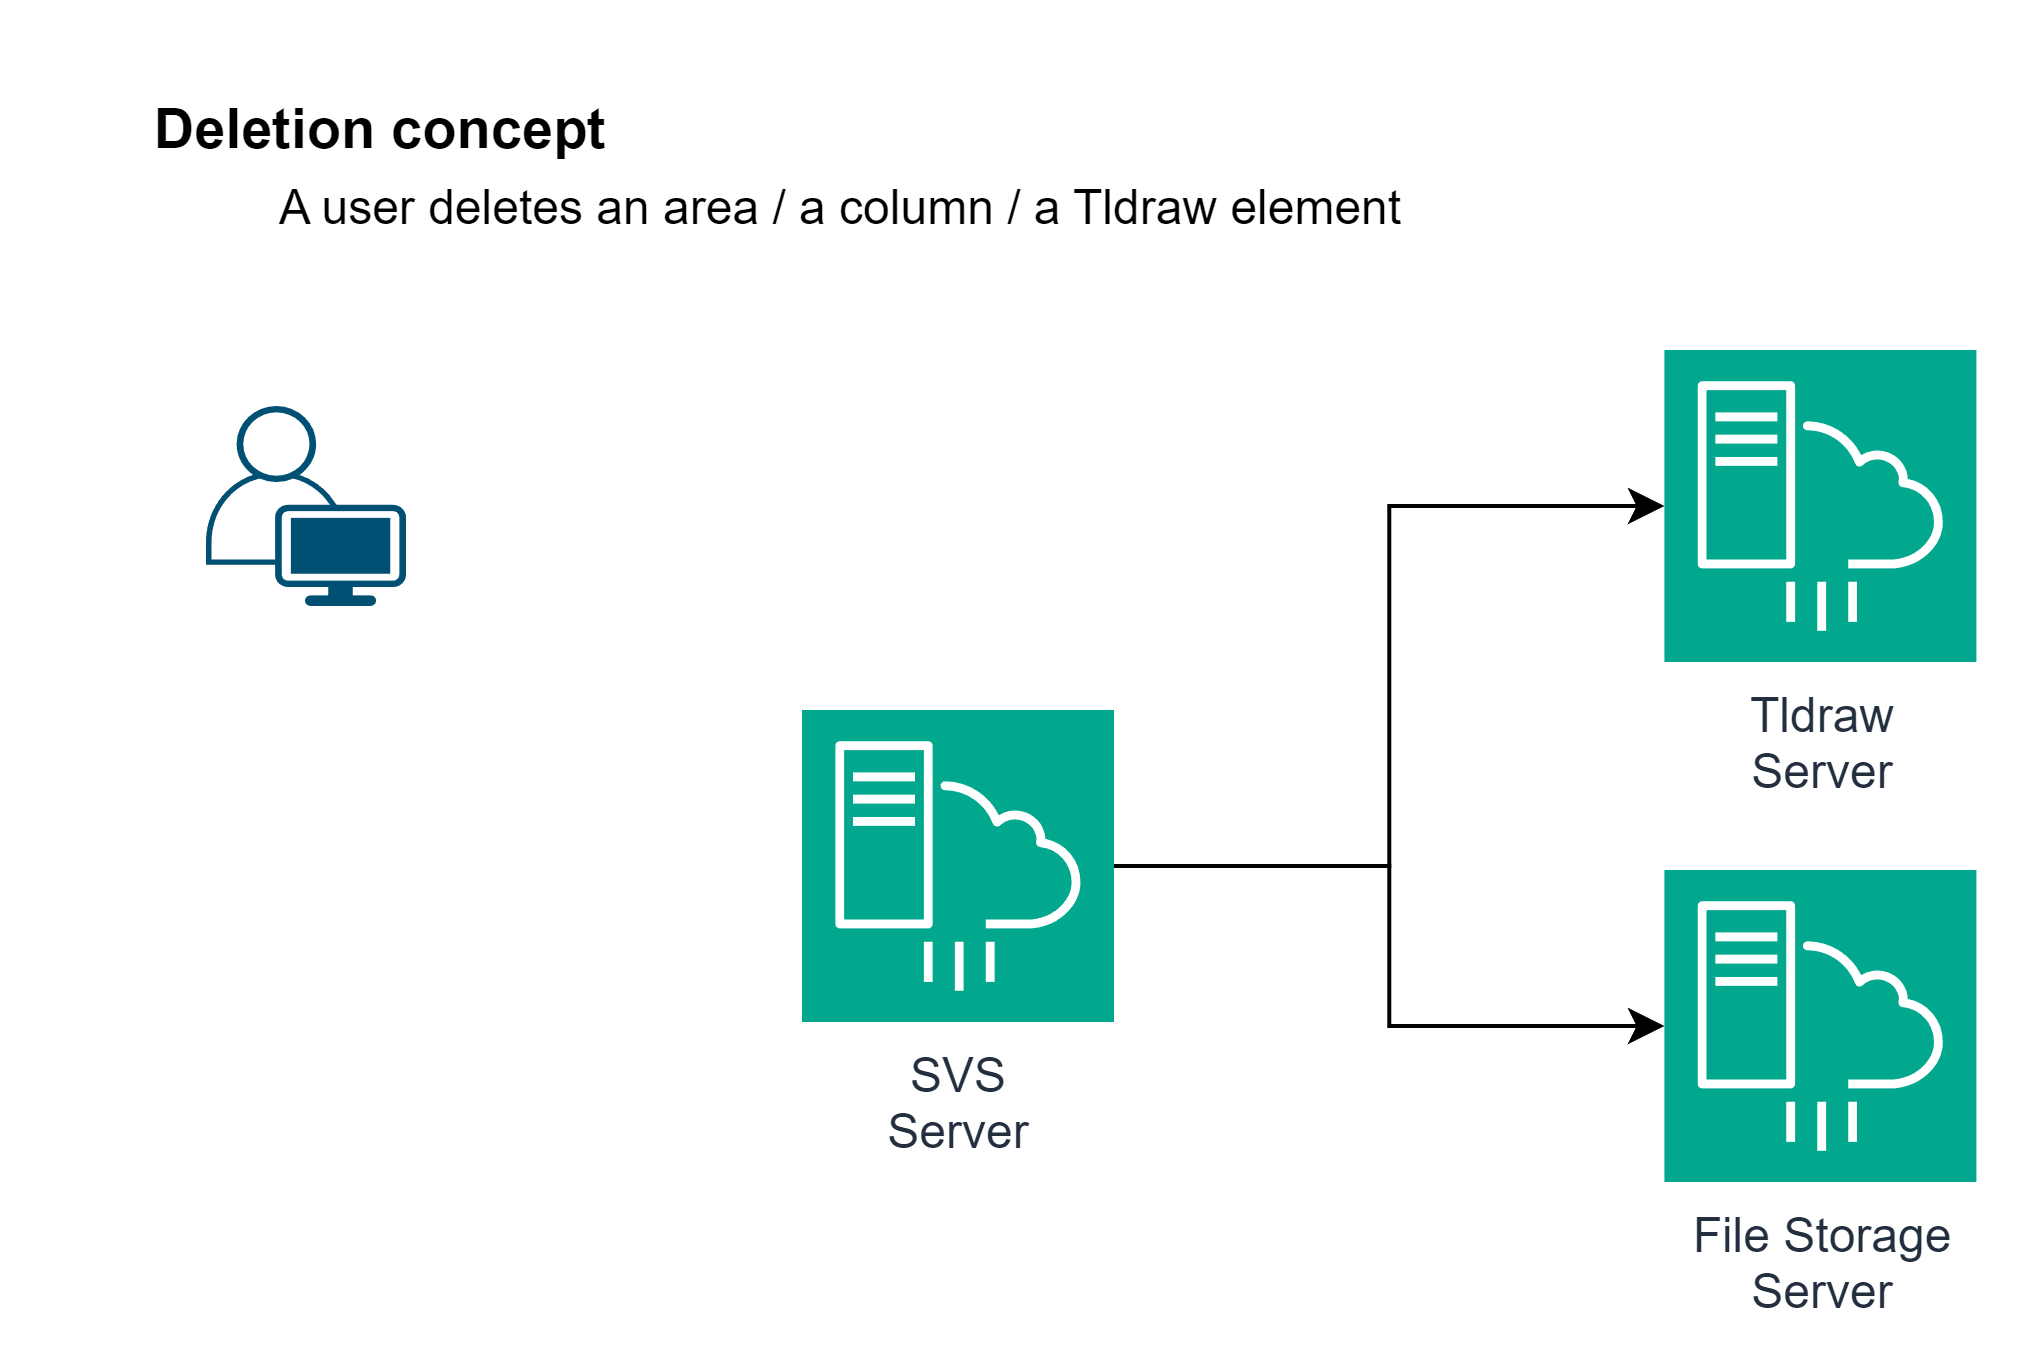 Deletion concept
A user deletes an area / a column / a Tldraw element
Tldraw
Server
SVS
Server
File Storage
Server